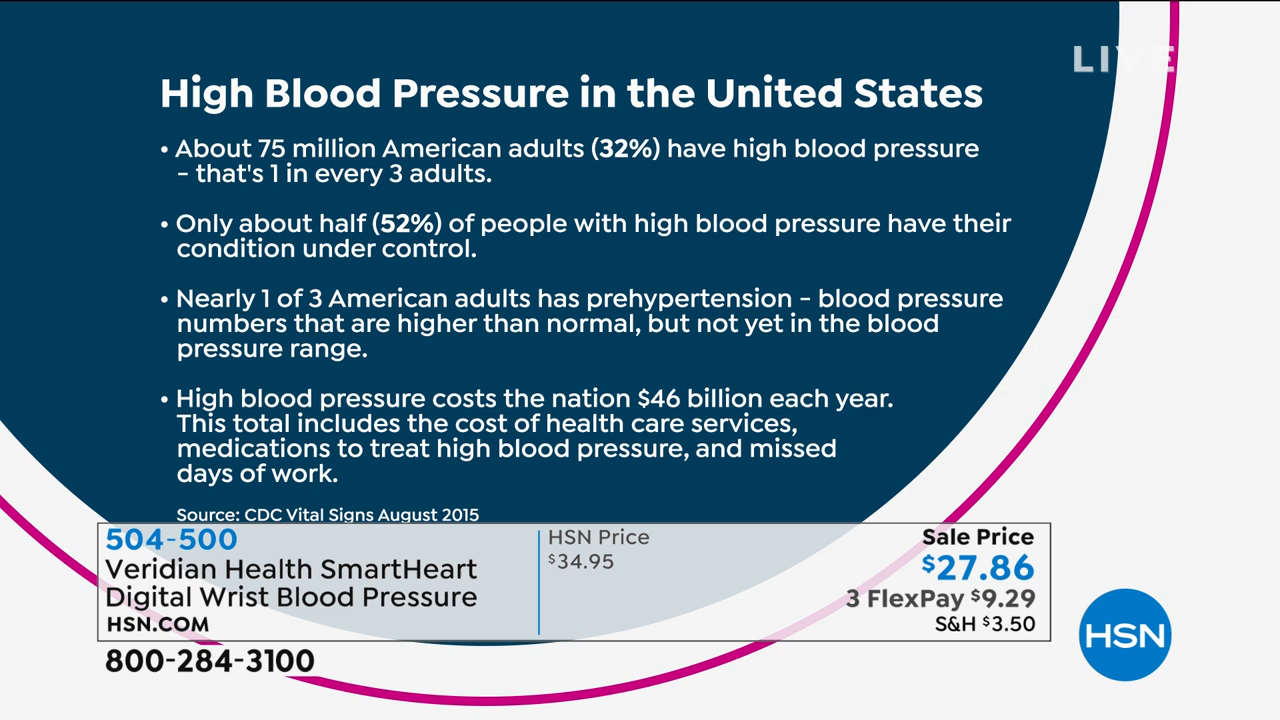 LIVE
High Blood Pressure in the United States
• About 75 million American adults (32%) have high blood pressure
- that's 1 in every 3 adults.
• Only about half (52%) of people with high blood pressure have their
condition under control.
• Nearly 1 of 3 American adults has prehypertension - blood pressure
numbers that are higher than normal, but not yet in the blood
pressure range.
• High blood pressure costs the nation $46 billion each year.
This total includes the cost of health care services,
medications to treat high blood pressure, and missed
days of work.
Source: CDC Vital Signs August 2015
504-500
Veridian Health SmartHeart
Digital Wrist Blood Pressure
HSN.COM
HSN Price
$34.95
Sale Price
$27.86
3 FlexPay $9.29
S&H $3.50
800-284-3100
HSN